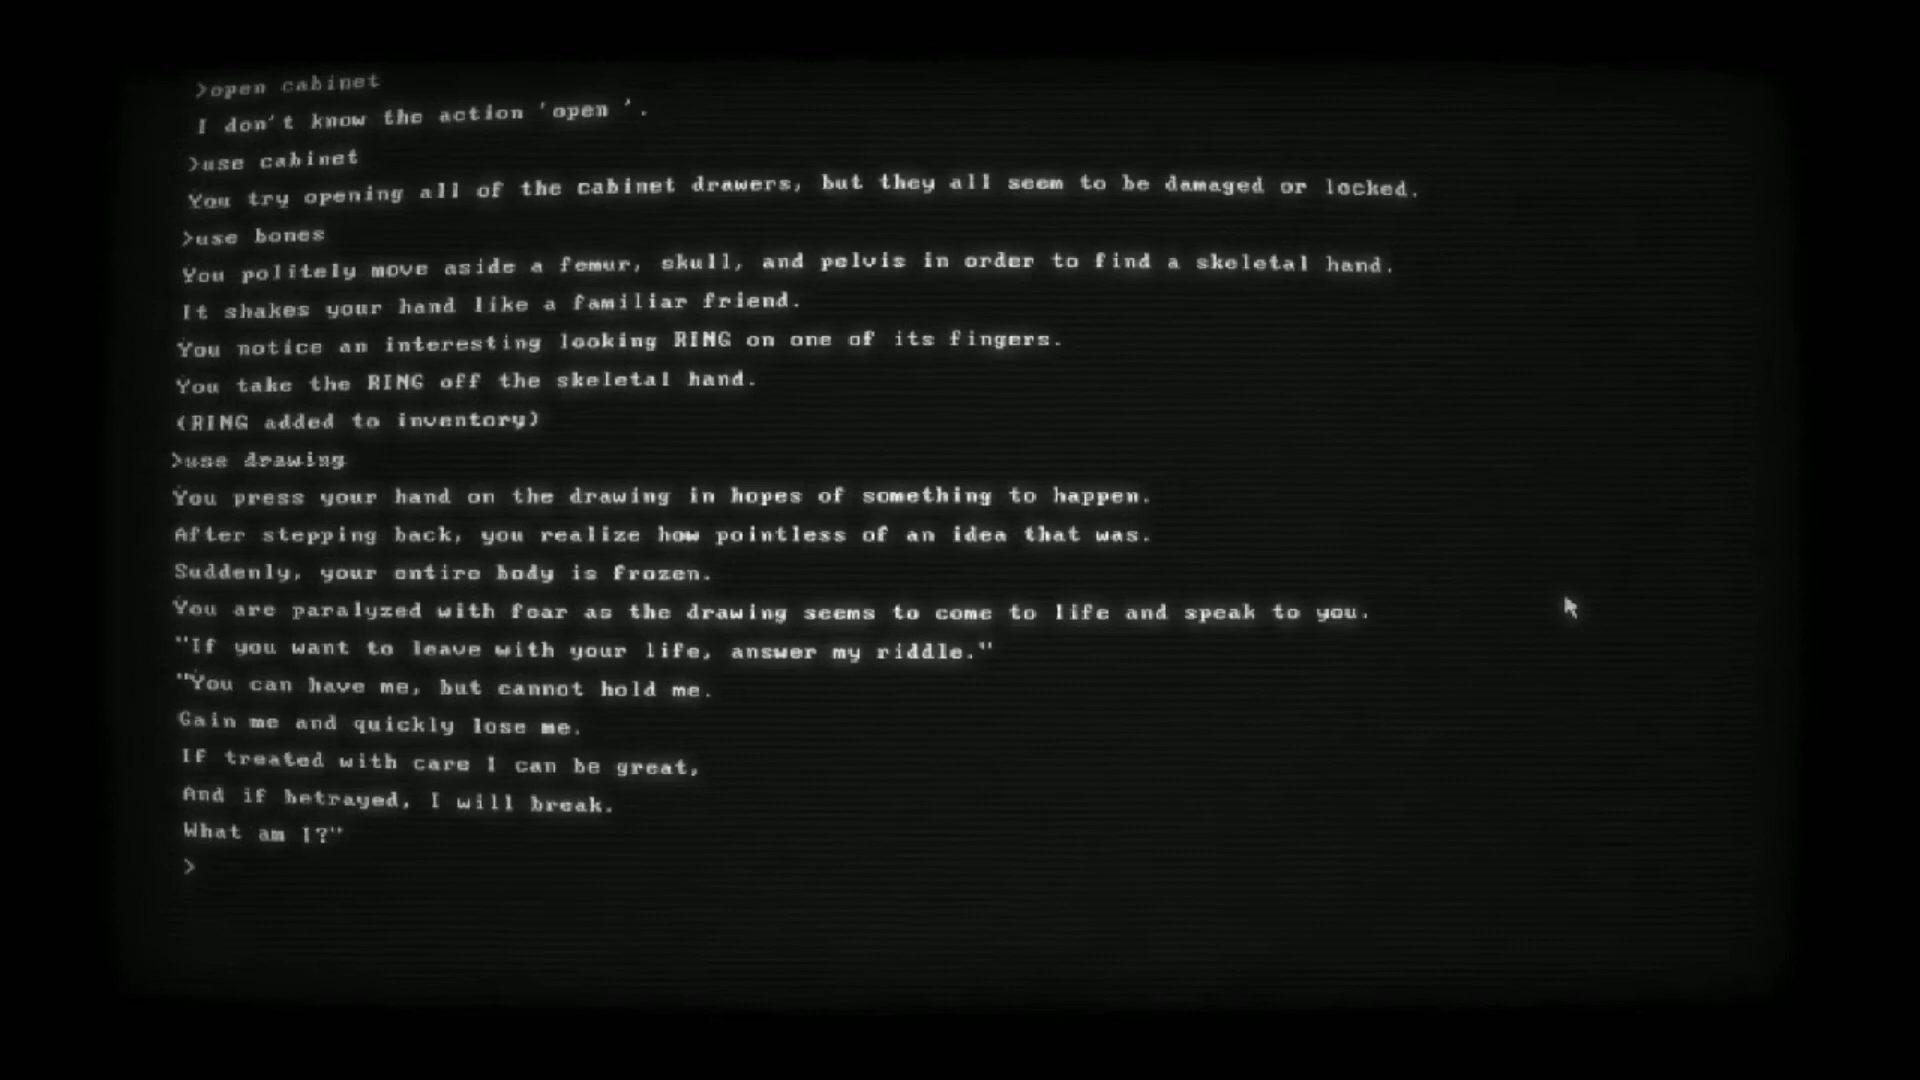 >open cabinet
I don't know the action 'open '.
>use cabinet
You try opening all of the cabinet drawers, but they all seem to be damaged or locked.
>use bones
You politely move aside a femur, skull, and pelvis in order to find a skeletal hand.
It shakes your hand like a familiar friend.
You notice an interesting looking RING on one of its fingers.
You take the RING off the skeletal hand.
(RING added to inventory)
>use drawing
You press your hand on the drawing in hopes of something to happen.
After stepping back, you realize how pointless of an idea that was.
Suddenly, your entire body is frozen.
You are paralyzed with fear as the drawing seems to come to life and speak to you.
"If you want to leave with your life, answer my riddle."
"You can have me, but cannot hold me.
Gain me and quickly lose me.
If treated with care I can be great,
And if betrayed, I will break.
What am I?"
>